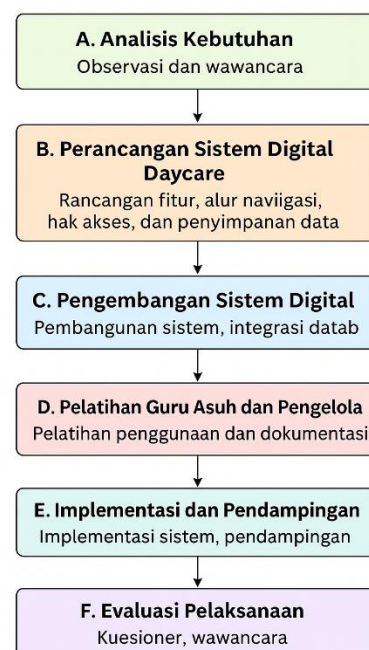 A. Analisis Kebutuhan
Observasi dan wawancara
B. Perancangan Sistem Digital
Daycare
Rancangan fitur, alur naviigasi,
hak akses, dan penyimpanan data
C. Pengembangan Sistem Digital
Pembangunan sistem, integrasi datab
D. Pelatihan Guru Asuh dan Pengelola
Pelatihan penggunaan dan dokumentasi
E. Implementasi dan Pendampingan
Implementasi sistem, pendampingan
F. Evaluasi Pelaksanaan
Kuesioner, wawancara